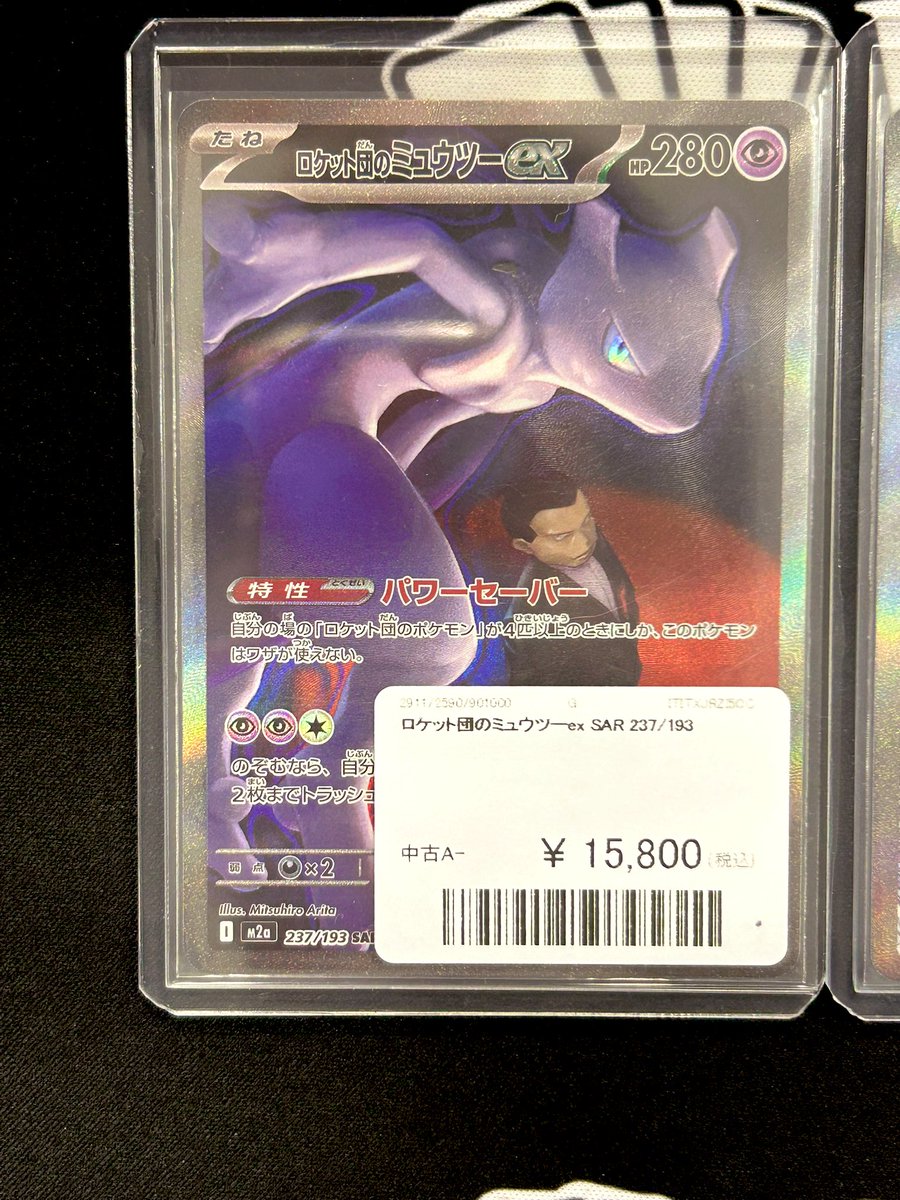 たね
ロケット団のミュウツーex HP280
特性 とくせい パワーセーバー
自分の場の「ロケット団のポケモン」が4匹以上のときにしか、このポケモン
はワザが使えない。
のぞむなら、自分
2枚までトラッシュ
弱点 ×2
Illus. Mitsuhiro Arita
I m2a 237/193 SAR
ロケット団のミュウツーex SAR 237/193
中古A- ¥ 15,800 (税込)